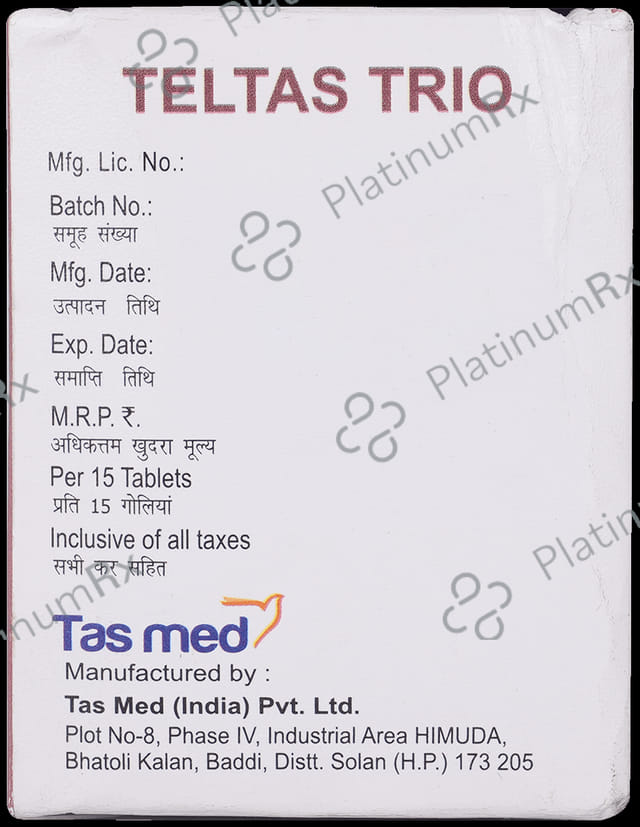 TELTAS TRIO
Mfg. Lic. No.:
Batch No.:
समूह संख्या
Mfg. Date:
उत्पादन तिथि
Exp. Date:
समाप्ति तिथि
M.R.P. ₹.
अधिकत्तम खुदरा मूल्य
Per 15 Tablets
प्रति 15 गोलियां
Inclusive of all taxes
सभी कर सहित
Tas med
Manufactured by :
Tas Med (India) Pvt. Ltd.
Plot No-8, Phase IV, Industrial Area HIMUDA,
Bhatoli Kalan, Baddi, Distt. Solan (H.P.) 173 205
PlatinumRx
PlatinumRx